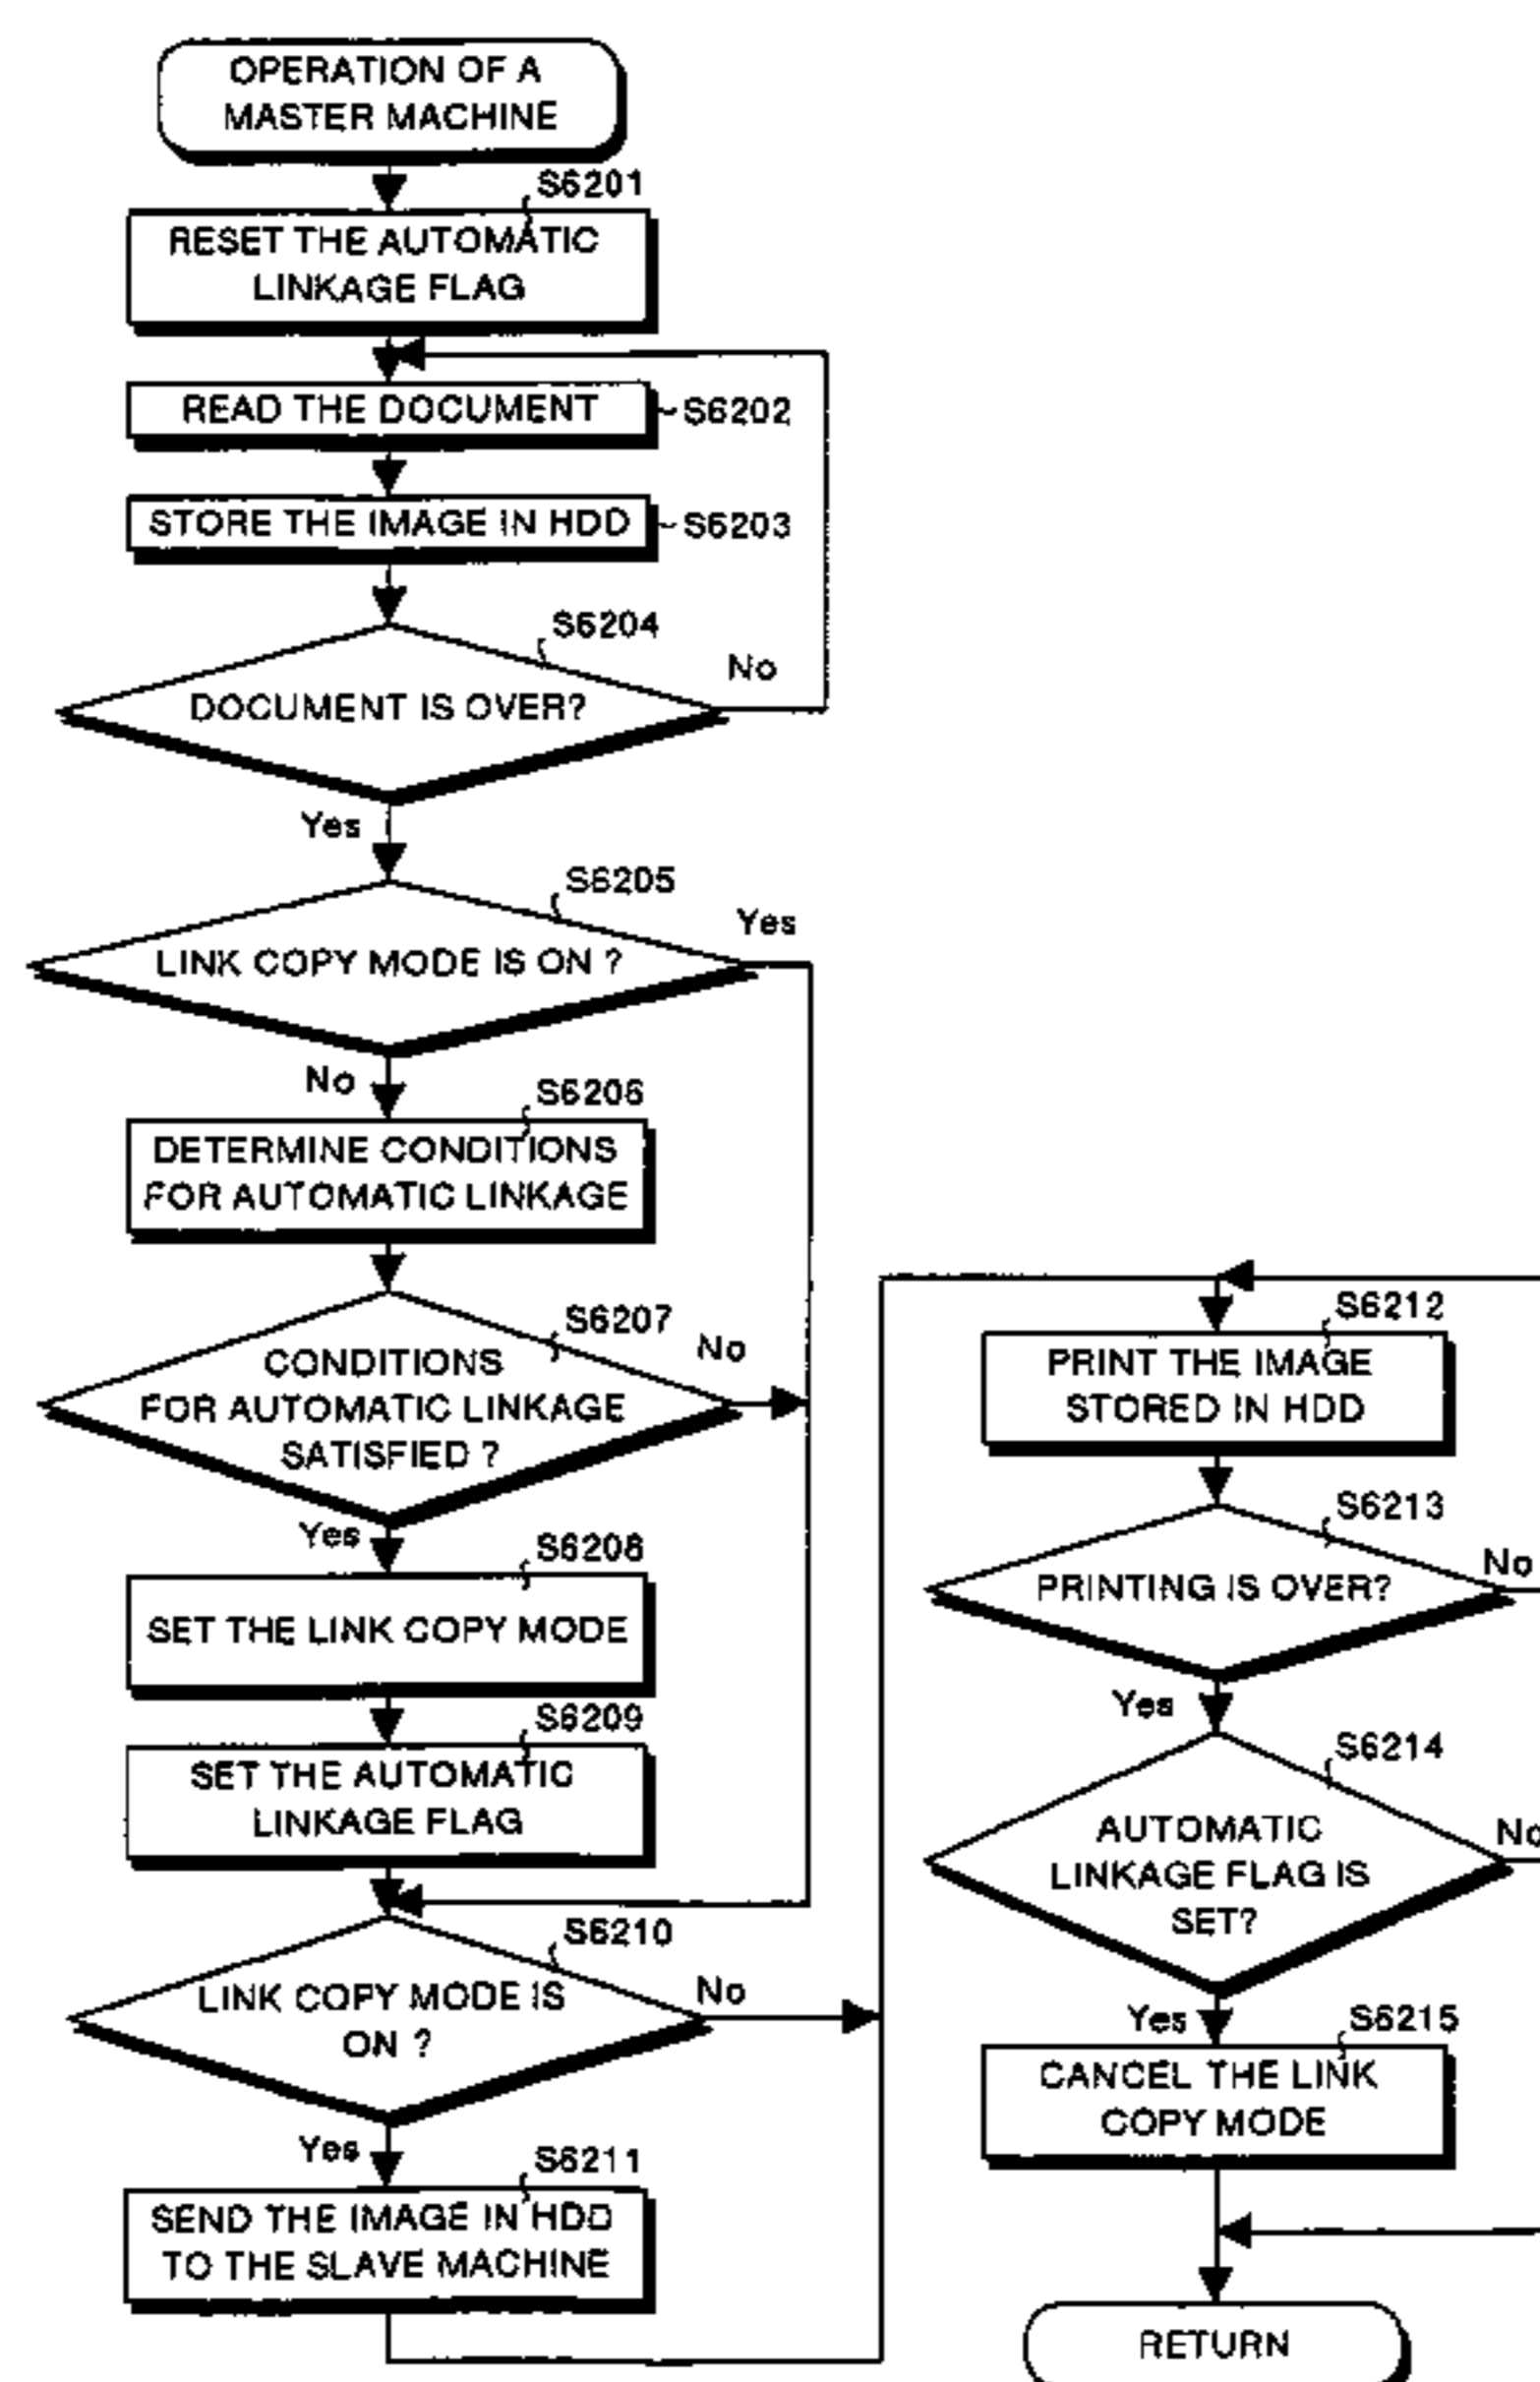 OPERATION OF A
MASTER MACHINE
S6201
RESET THE AUTOMATIC
LINKAGE FLAG
READ THE DOCUMENT
S6202
STORE THE IMAGE IN HDD
S6203
S6204
DOCUMENT IS OVER?
No
Yes
S6205
LINK COPY MODE IS ON ?
Yes
No
S6206
DETERMINE CONDITIONS
FOR AUTOMATIC LINKAGE
S6207
CONDITIONS
FOR AUTOMATIC LINKAGE
SATISFIED ?
No
Yes
S6208
SET THE LINK COPY MODE
S6209
SET THE AUTOMATIC
LINKAGE FLAG
S6210
LINK COPY MODE IS
ON ?
No
Yes
S6211
SEND THE IMAGE IN HDD
TO THE SLAVE MACHINE
S6212
PRINT THE IMAGE
STORED IN HDD
S6213
PRINTING IS OVER?
No
Yes
S6214
AUTOMATIC
LINKAGE FLAG IS
SET?
No
Yes
S6215
CANCEL THE LINK
COPY MODE
RETURN